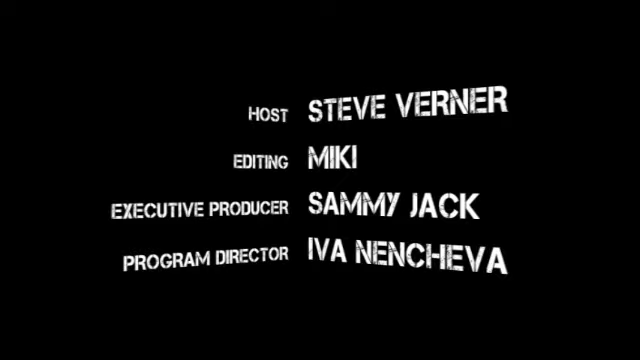 HOST STEVE VERNER
EDITING MIKI
EXECUTIVE PRODUCER SAMMY JACK
PROGRAM DIRECTOR IVA NENCHEVA